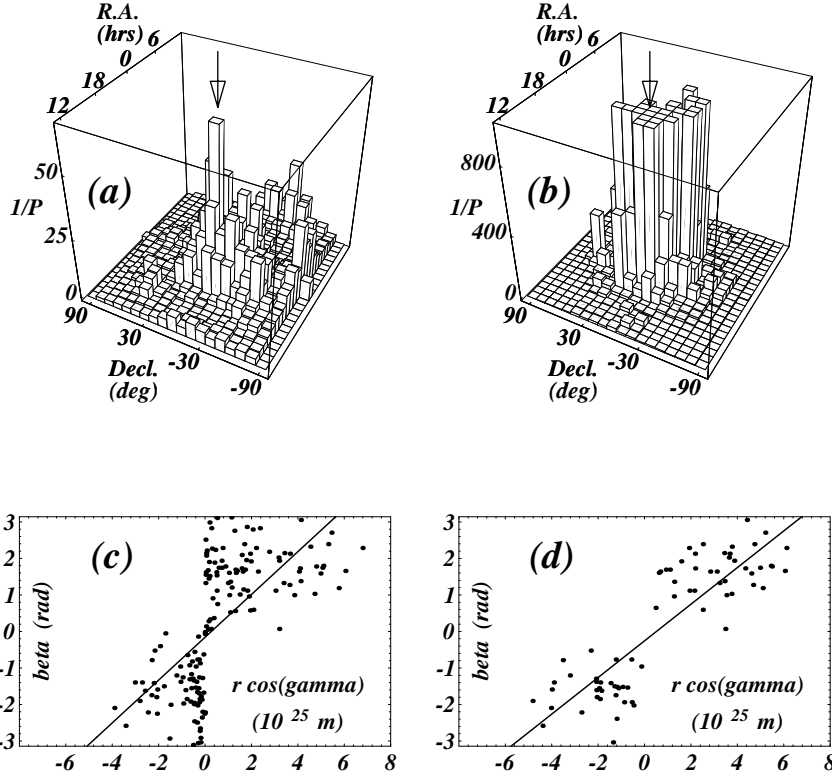 R.A.
(hrs)
6
0
18
12
50
25
0
1/P
(a)
90
30
-30
-90
Decl.
(deg)
R.A.
(hrs)
6
0
18
12
800
400
0
1/P
(b)
90
30
-30
-90
Decl.
(deg)
3
2
1
0
-1
-2
-3
beta (rad)
(c)
r cos(gamma)
(10 25 m)
-6 -4 -2 0 2 4 6 8
3
2
1
0
-1
-2
-3
beta (rad)
(d)
r cos(gamma)
(10 25 m)
-6 -4 -2 0 2 4 6 8